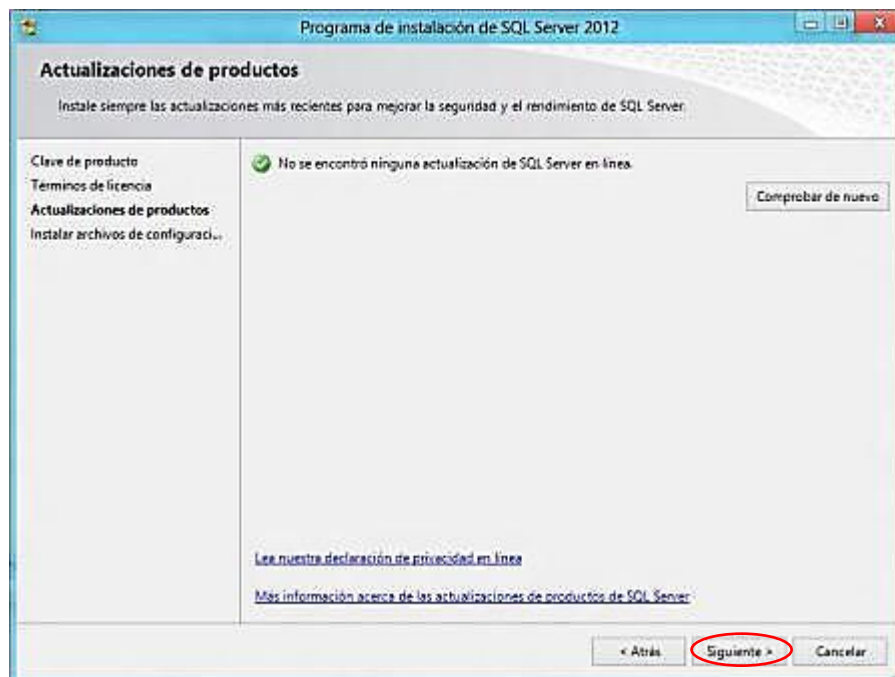 Programa de instalación de SQL Server 2012
Actualizaciones de productos
Instale siempre las actualizaciones más recientes para mejorar la seguridad y el rendimiento de SQL Server.
Clave de producto
Términos de licencia
Actualizaciones de productos
Instalar archivos de configuraci...
No se encontró ninguna actualización de SQL Server en línea.
Comprobar de nuevo
Lea nuestra declaración de privacidad en línea
Más información acerca de las actualizaciones de productos de SQL Server
< Atrás
Siguiente >
Cancelar